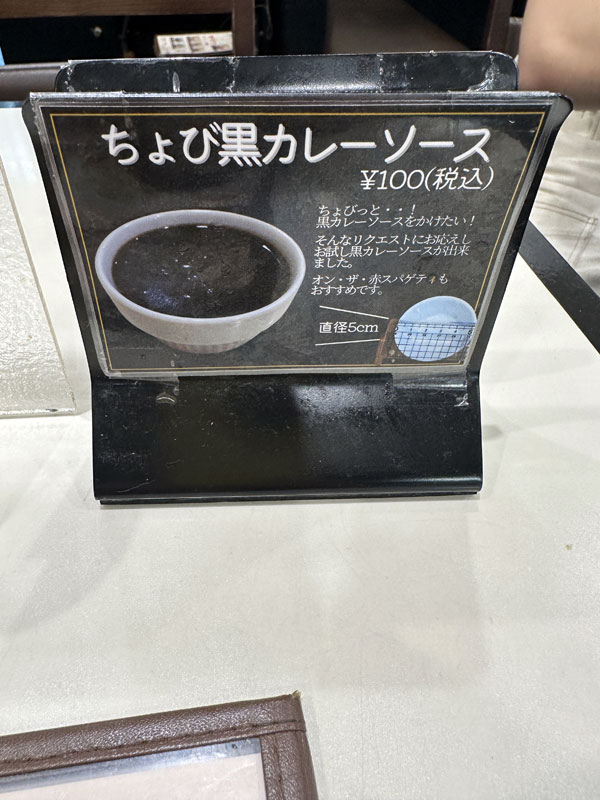 ちょび黒カレーソース
¥100(税込)
ちょびっと・・！
黒カレーソースをかけたい！
そんなリクエストにお応えし
お試し黒カレーソースが出来
ました。
オン・ザ・赤スパゲティも
おすすめです。
直径5cm